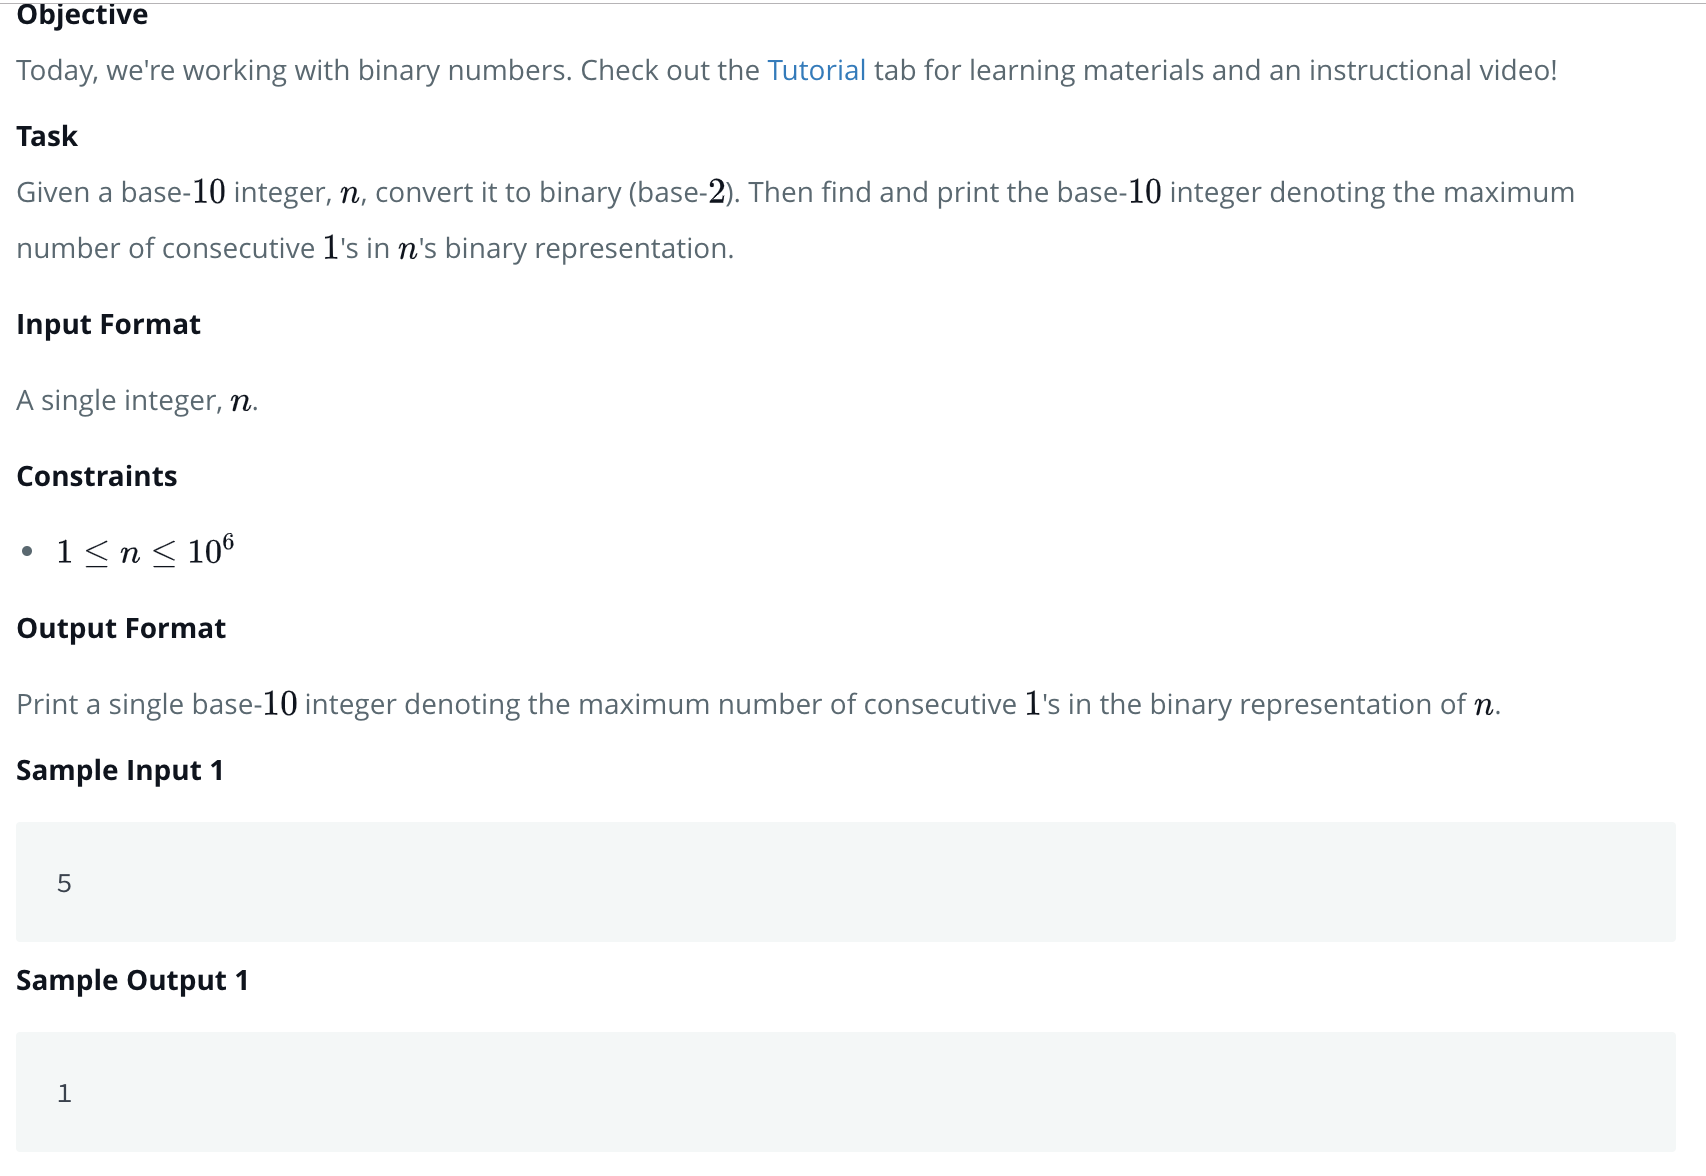 Objective
Today, we're working with binary numbers. Check out the Tutorial tab for learning materials and an instructional video!
Task
Given a base-10 integer, n, convert it to binary (base-2). Then find and print the base-10 integer denoting the maximum
number of consecutive 1's in n's binary representation.
Input Format
A single integer, n.
Constraints
• 1 ≤ n ≤ 10⁶
Output Format
Print a single base-10 integer denoting the maximum number of consecutive 1's in the binary representation of n.
Sample Input 1
5
Sample Output 1
1